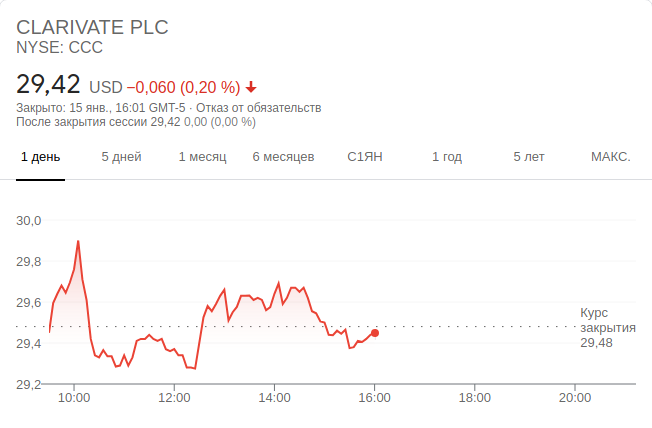 CLARIVATE PLC
NYSE: CCC
29,42 USD −0,060 (0,20 %)
Закрыто: 15 янв., 16:01 GMT-5 · Отказ от обязательств
После закрытия сессии 29,42 0,00 (0,00 %)
1 день 5 дней 1 месяц 6 месяцев С1ЯН 1 год 5 лет МАКС.
30,0
29,8
29,6
Курс
закрытия
29,48
29,4
29,2
10:00 12:00 14:00 16:00 18:00 20:00